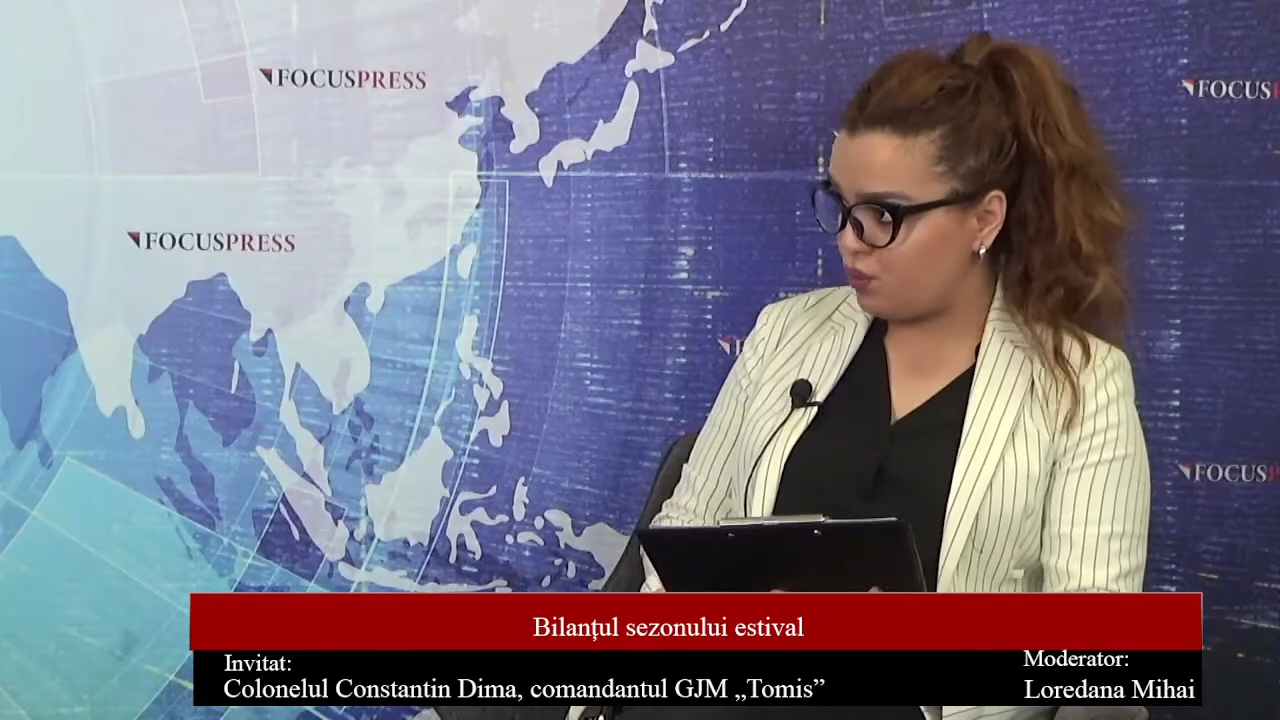 FOCUSPRESS
FOCUS
FOCUSPRESS
FOCUS
Bilanțul sezonului estival
Invitat:
Moderator:
Colonelul Constantin Dima, comandantul GJM ,,Tomis”
Loredana Mihai